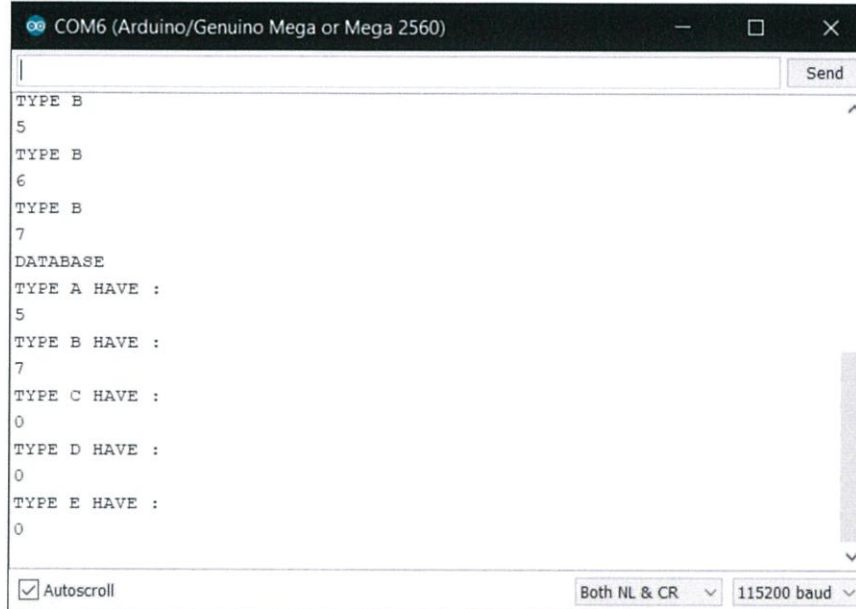 COM6 (Arduino/Genuino Mega or Mega 2560)
Send
TYPE B
5
TYPE B
6
TYPE B
7
DATABASE
TYPE A HAVE :
5
TYPE B HAVE :
7
TYPE C HAVE :
0
TYPE D HAVE :
0
TYPE E HAVE :
0
Autoscroll
Both NL & CR
115200 baud